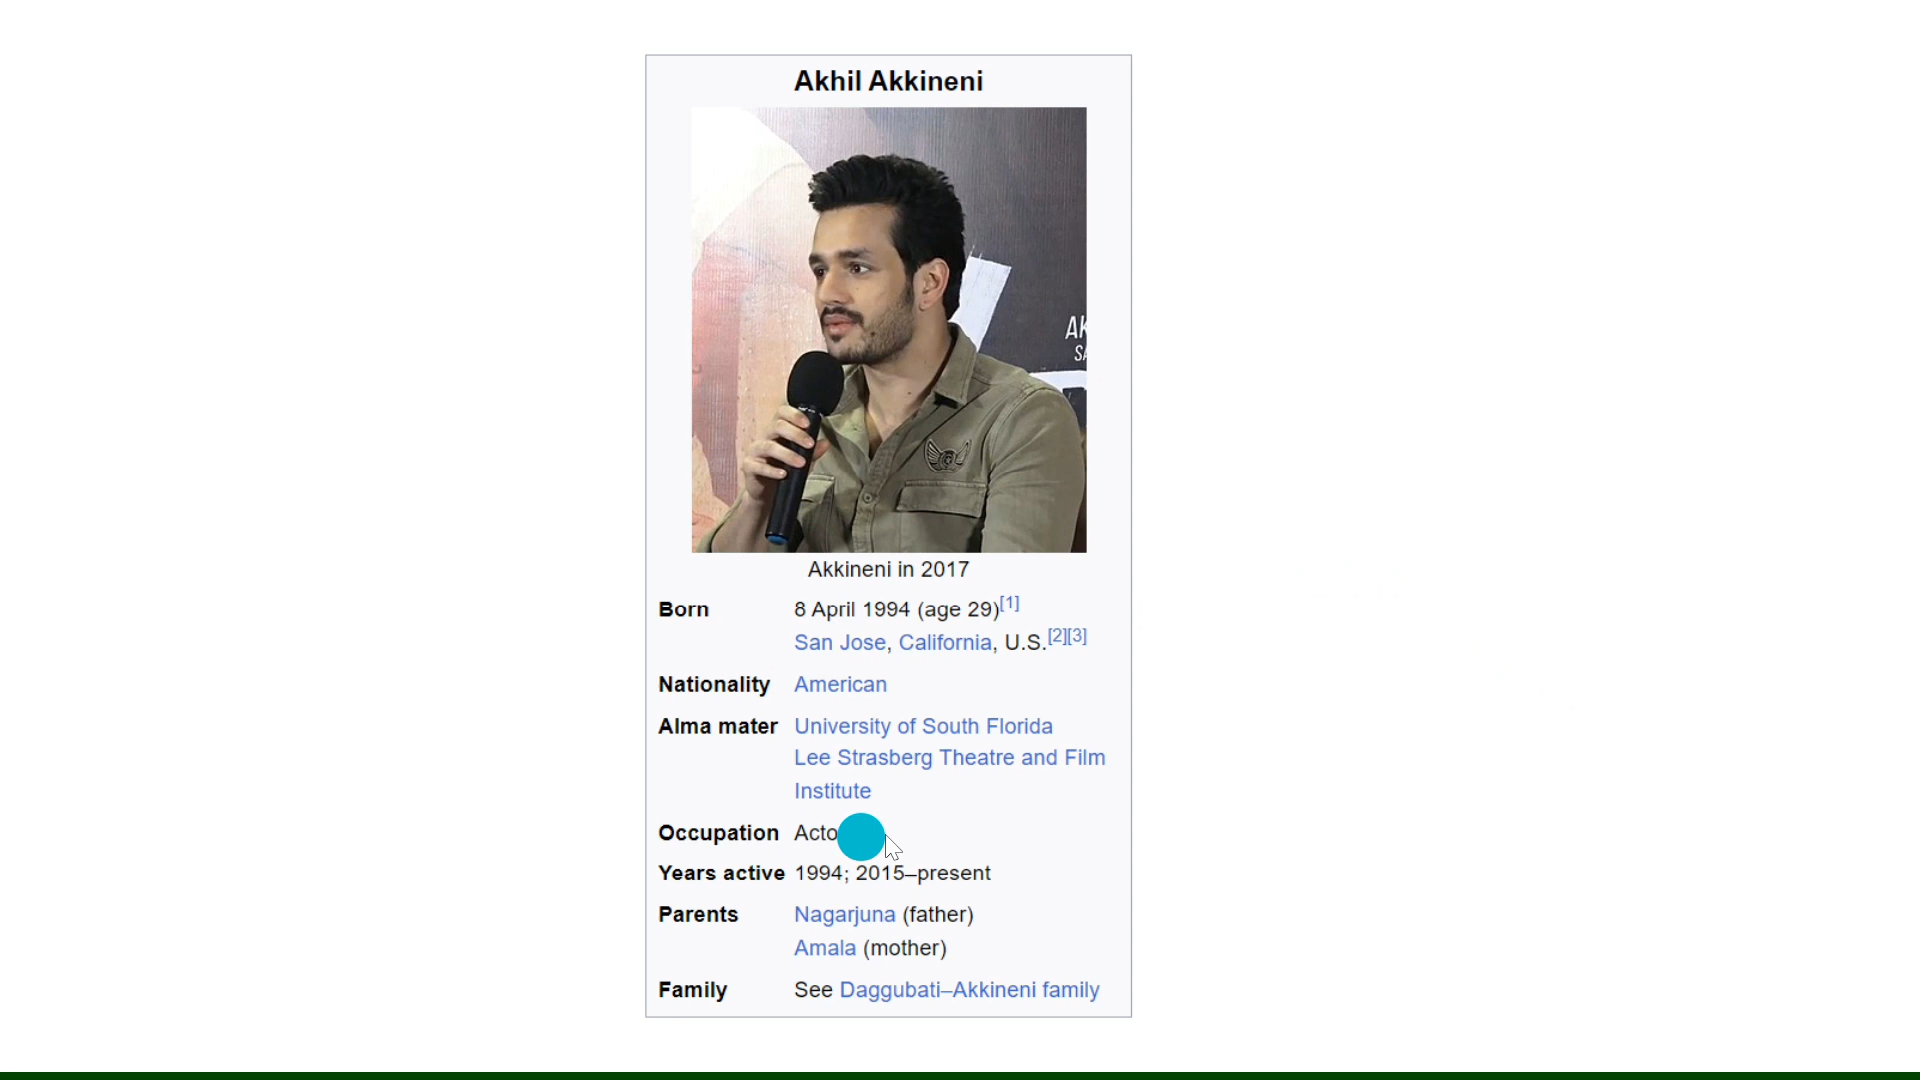 Akhil Akkineni
AK
SA
Akkineni in 2017
Born 8 April 1994 (age 29)[1]
San Jose, California, U.S.[2][3]
Nationality American
Alma mater University of South Florida
Lee Strasberg Theatre and Film
Institute
Occupation Acto
Years active 1994; 2015–present
Parents Nagarjuna (father)
Amala (mother)
Family See Daggubati–Akkineni family